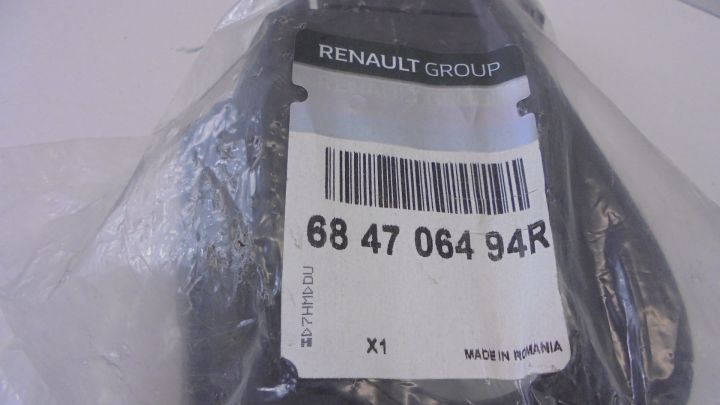 RENAULT GROUP
68 47 064 94R
X1
MADE IN ROMANIA